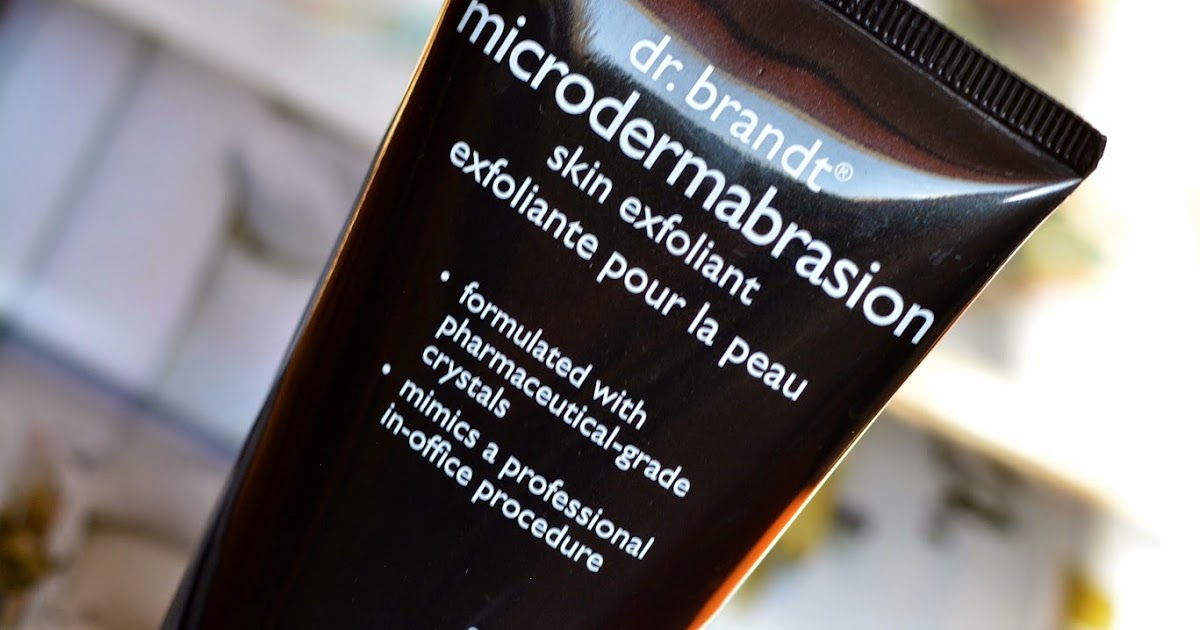 dr. brandt®
microdermabrasion
skin exfoliant
exfoliante pour la peau
• formulated with
pharmaceutical-grade
crystals
• mimics a professional
in-office procedure